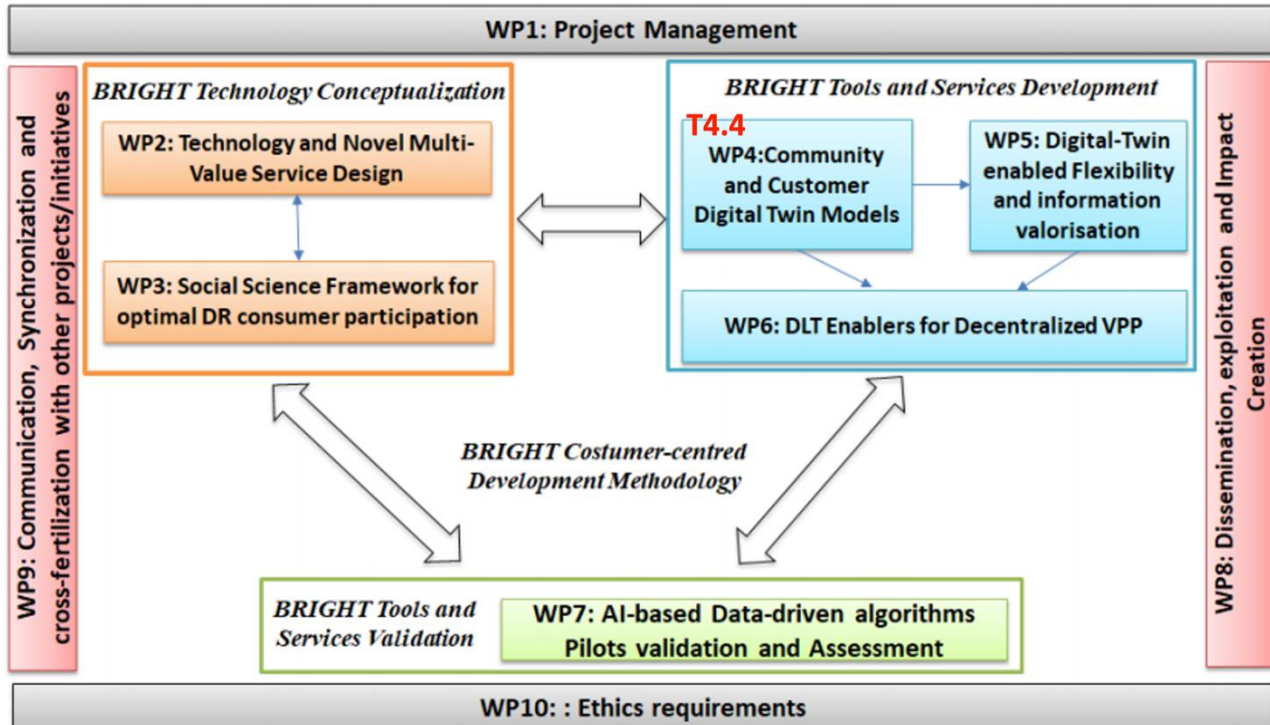 WP1: Project Management
WP9: Communication, Synchronization and
cross-fertilization with other projects/initiatives
BRIGHT Technology Conceptualization
WP2: Technology and Novel Multi-
Value Service Design
WP3: Social Science Framework for
optimal DR consumer participation
BRIGHT Tools and Services Development
T4.4
WP4:Community
and Customer
Digital Twin Models
WP5: Digital-Twin
enabled Flexibility
and information
valorisation
WP6: DLT Enablers for Decentralized VPP
WP8: Dissemination, exploitation and Impact
Creation
BRIGHT Costumer-centred
Development Methodology
BRIGHT Tools and
Services Validation
WP7: AI-based Data-driven algorithms
Pilots validation and Assessment
WP10: : Ethics requirements